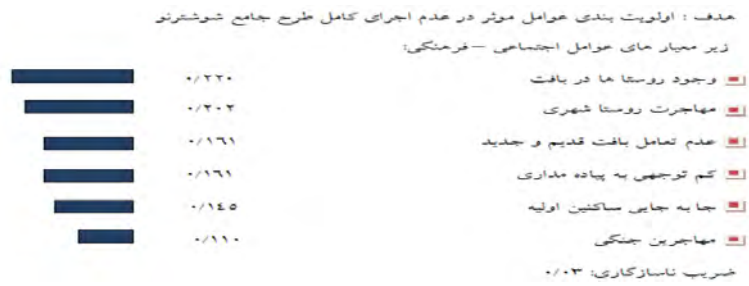 هدف : اولویت بندی عوامل موثر در عدم اجرای کامل طرح جامع شوشترنو
زیر معیار های عوامل اجتماعی – فرهنگی:
وجود روستا ها در بافت ۰/۲۲۰
مهاجرت روستا شهری ۰/۲۰۲
عدم تعامل بافت قدیم و جدید ۰/۱۶۱
کم توجهی به پیاده مداری ۰/۱۶۱
جا به جایی ساکنین اولیه ۰/۱۴۵
مهاجرین جنگی ۰/۱۱۰
ضریب ناسازگاری: ۰/۰۳